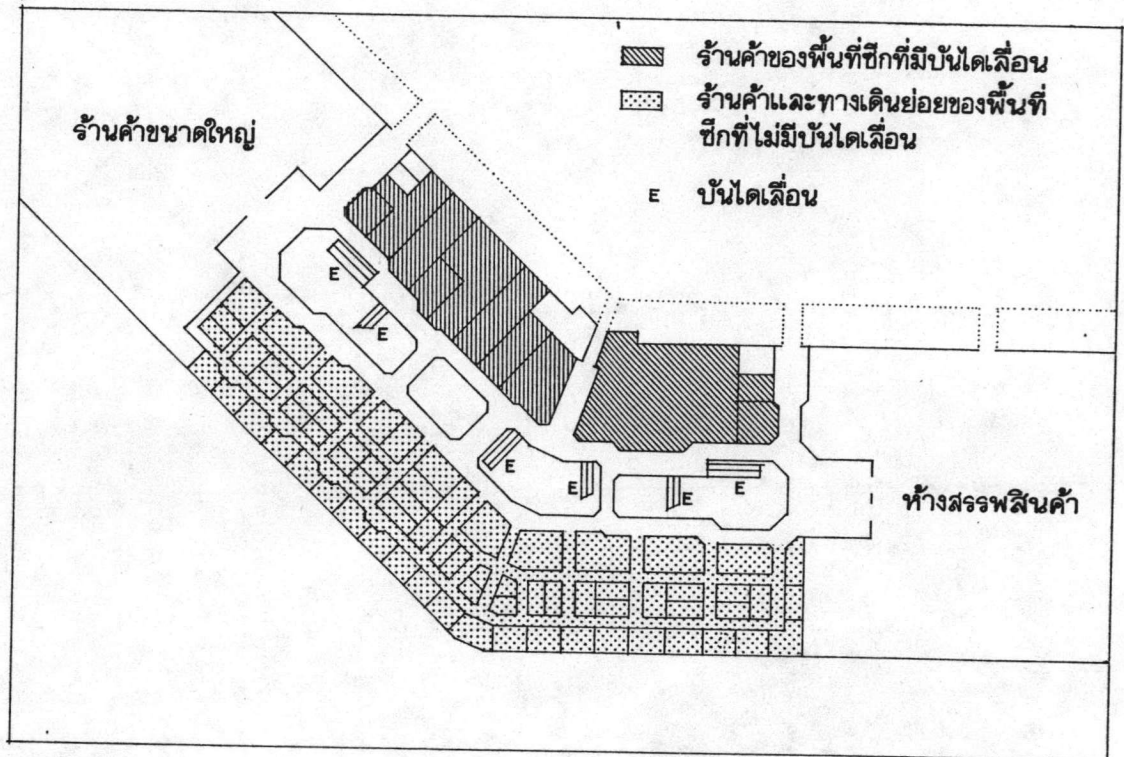 ร้านค้าของพื้นที่ซีกที่มีบันไดเลื่อน
ร้านค้าและทางเดินย่อยของพื้นที่
ซีกที่ไม่มีบันไดเลื่อน
E บันไดเลื่อน
ร้านค้าขนาดใหญ่
E
E
E
E
E
E
ห้างสรรพสินค้า